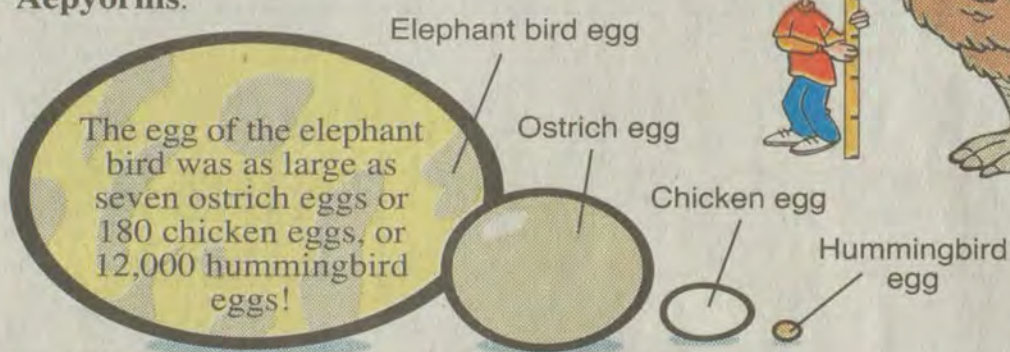 Aepyornis.
Elephant bird egg
The egg of the elephant
bird was as large as
seven ostrich eggs or
180 chicken eggs, or
12,000 hummingbird
eggs!
Ostrich egg
Chicken egg
Hummingbird
egg